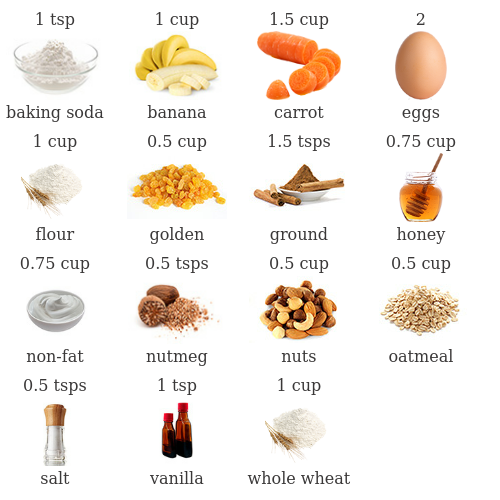 1 tsp 1 cup 1.5 cup 2
baking soda banana carrot eggs
1 cup 0.5 cup 1.5 tsps 0.75 cup
flour golden ground honey
0.75 cup 0.5 tsps 0.5 cup 0.5 cup
non-fat nutmeg nuts oatmeal
0.5 tsps 1 tsp 1 cup
salt vanilla whole wheat